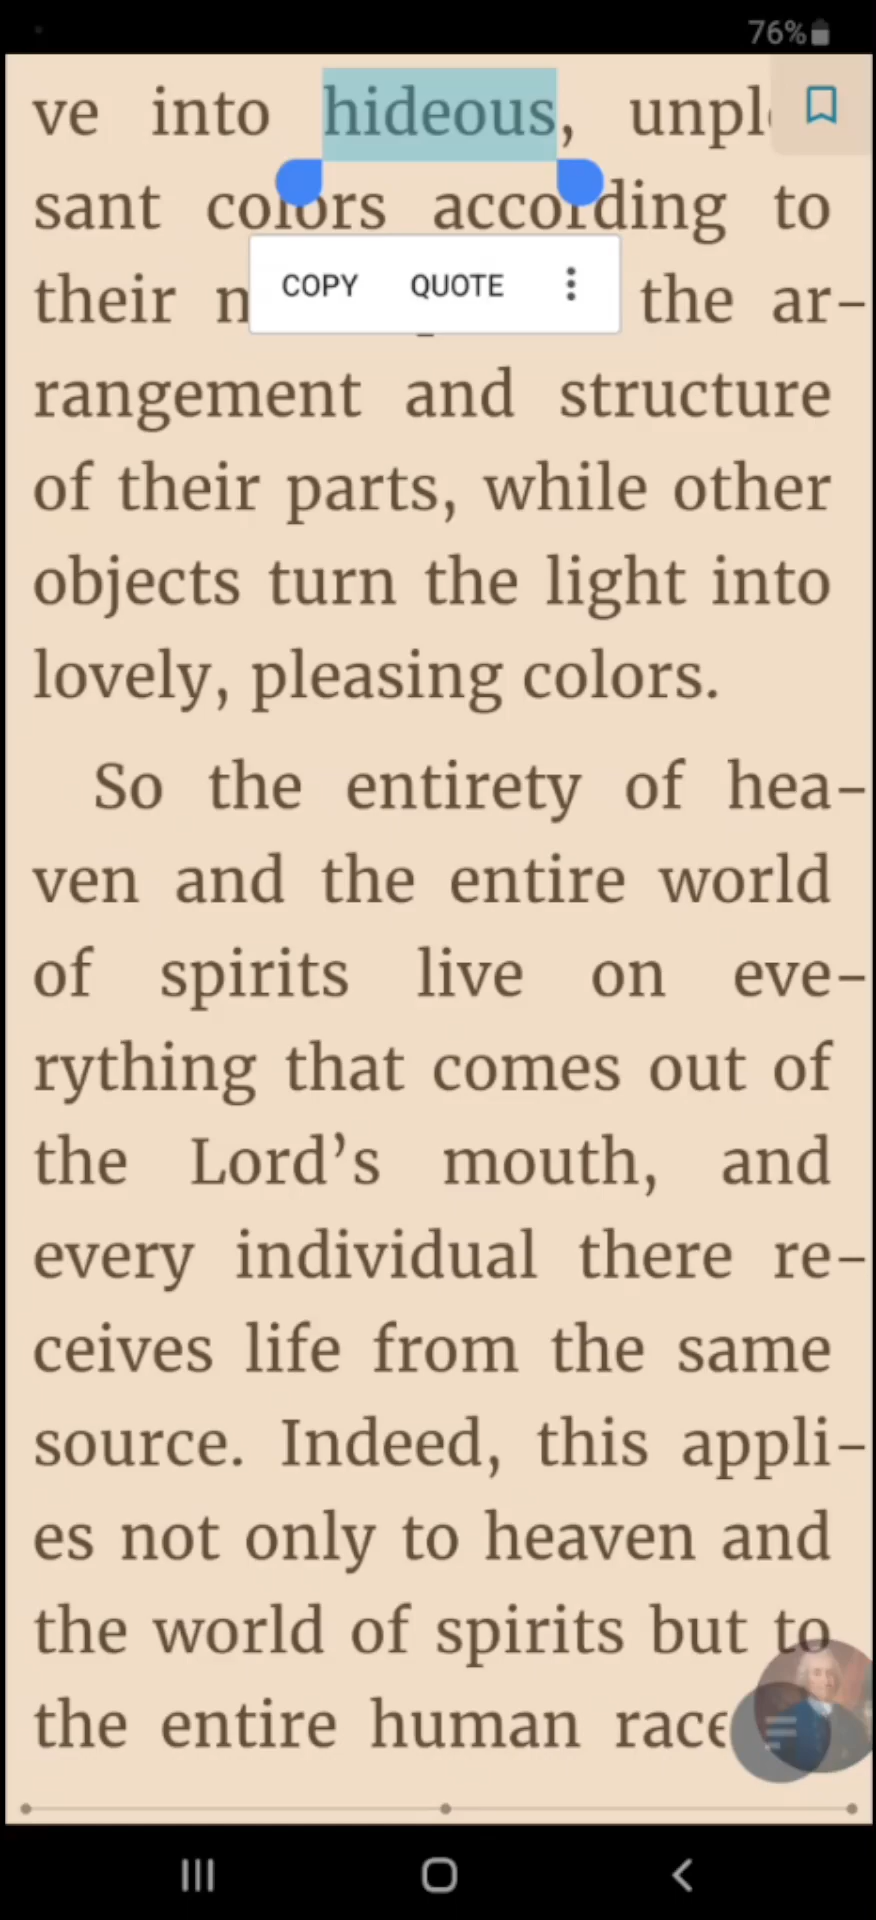 76%
ve into hideous,
sant colors according to
COPY QUOTE
their the ar-
rangement and structure
of their parts, while other
objects turn the light into
lovely, pleasing colors.
So the entirety of hea-
ven and the entire world
of spirits live on eve-
rything that comes out of
the Lord’s mouth, and
every individual there re-
ceives life from the same
source. Indeed, this appli-
es not only to heaven and
the world of spirits but to
the entire human race